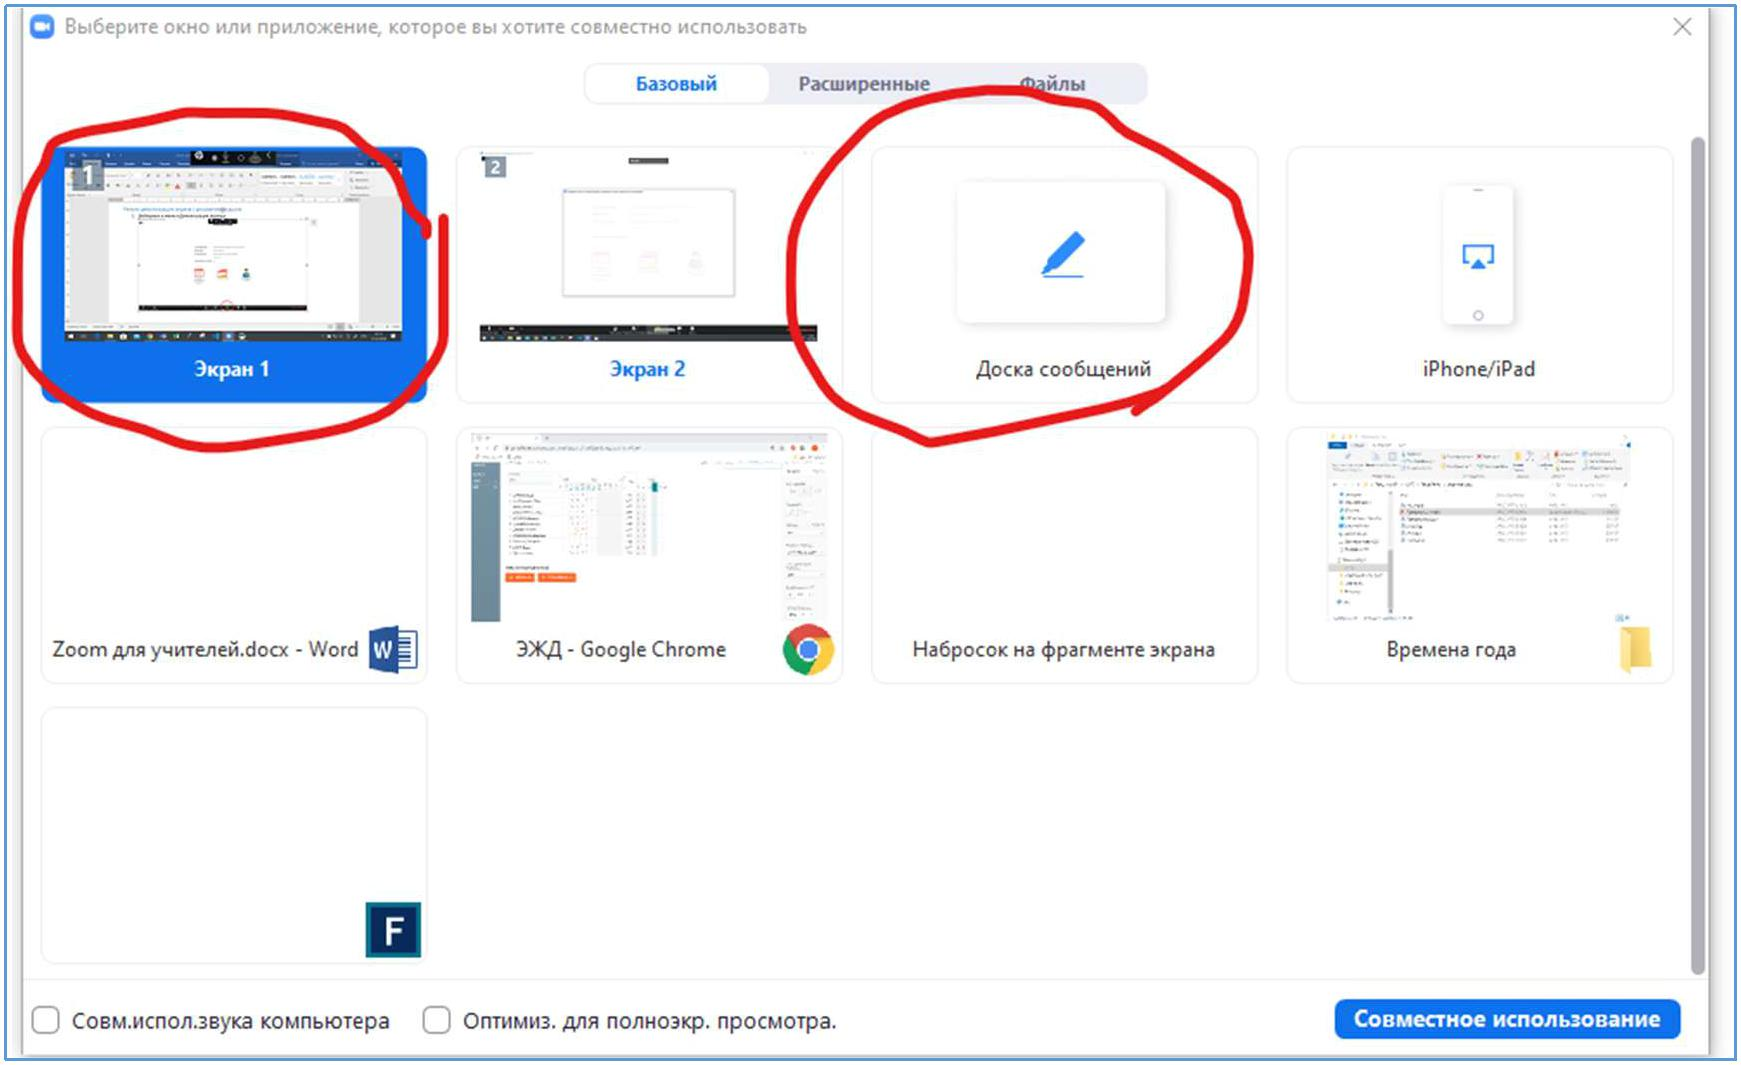 Выберите окно или приложение, которое вы хотите совместно использовать
Базовый Расширенные Файлы
1
2
Экран 1
Экран 2
Доска сообщений
iPhone/iPad
Zoom для учителей.docx - Word
ЭЖД - Google Chrome
Набросок на фрагменте экрана
Времена года
F
Совм.испол.звука компьютера
Оптимиз. для полноэкр. просмотра.
Совместное использование